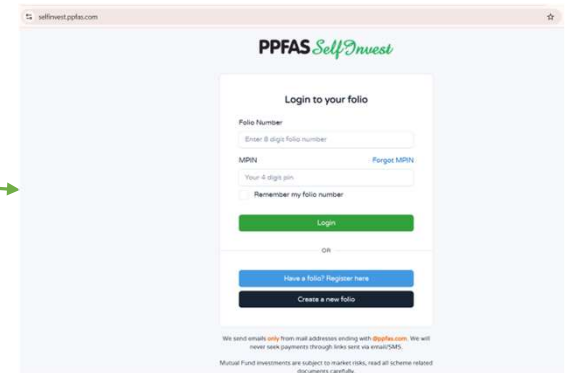 selfinvest.ppfas.com
PPFAS SelfInvest
Login to your folio
Folio Number
Enter 8 digit folio number
MPIN Forgot MPIN
Your 4 digit pin
Remember my folio number
Login
OR
Have a folio? Register here
Create a new folio
We send emails only from mail addresses ending with @ppfas.com. We will
never seek payments through links sent via email/SMS.
Mutual Fund investments are subject to market risks, read all scheme related
documents carefully.